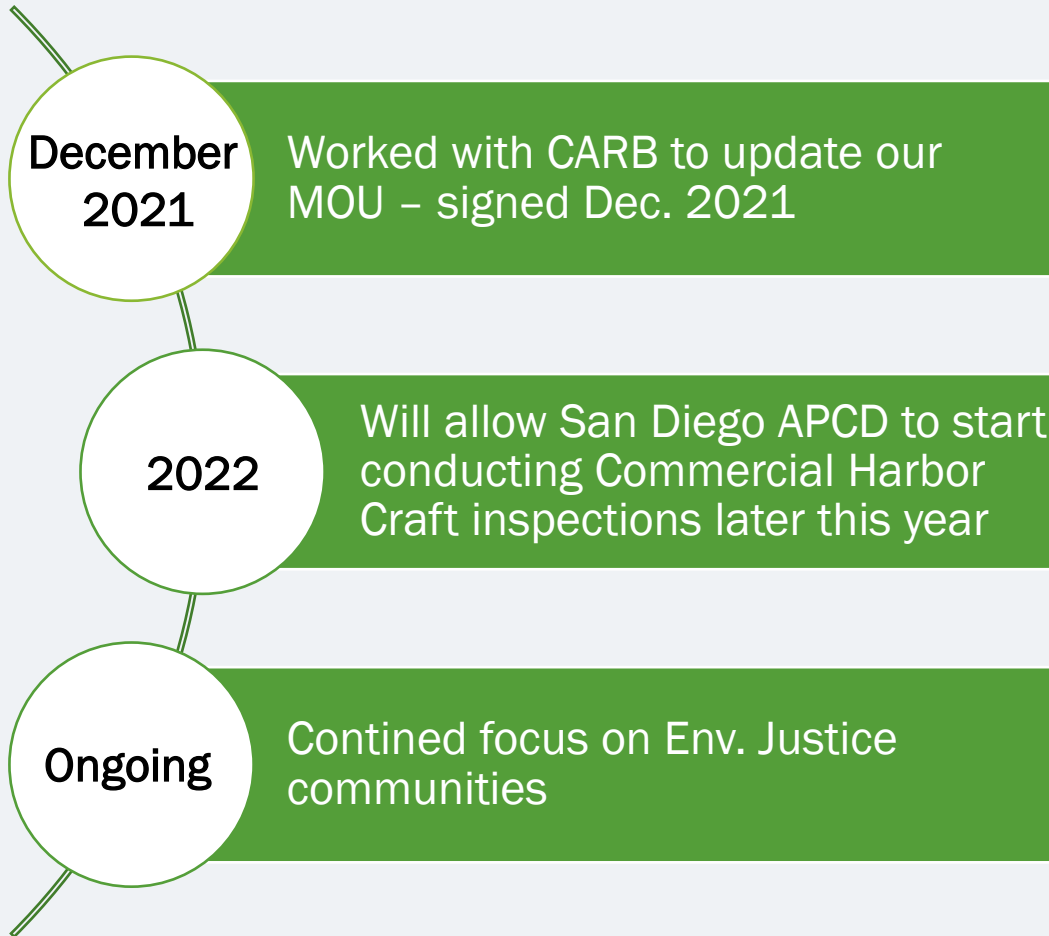 December
2021
Worked with CARB to update our
MOU – signed Dec. 2021
2022
Will allow San Diego APCD to start
conducting Commercial Harbor
Craft inspections later this year
Ongoing
Contined focus on Env. Justice
communities